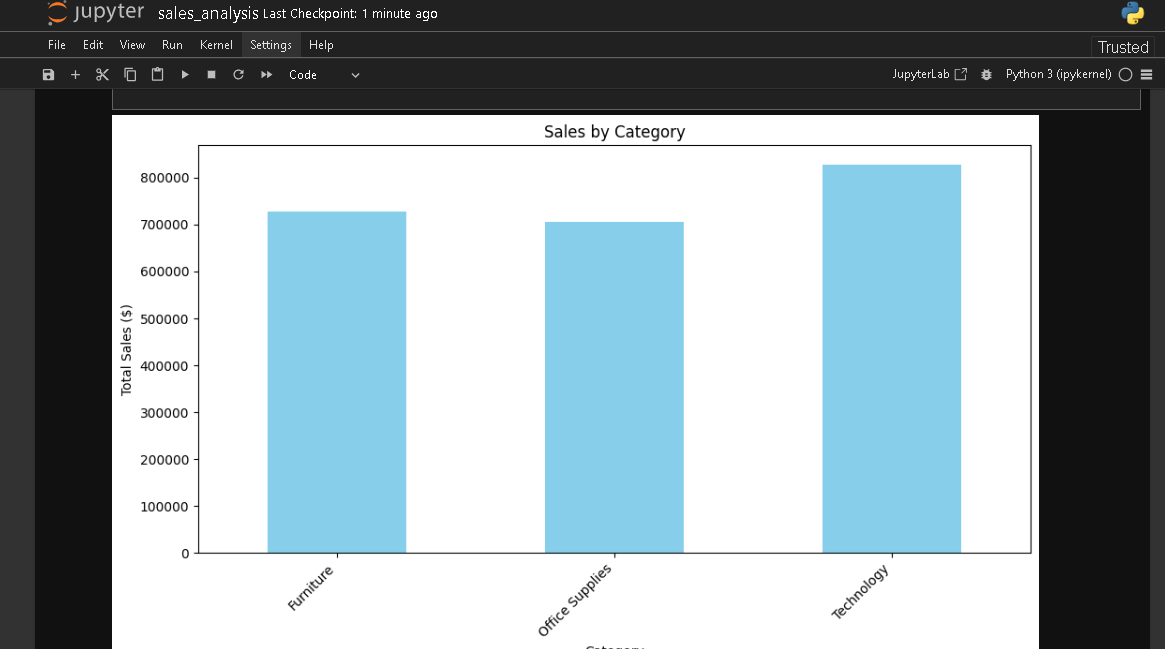 jupyter sales_analysis Last Checkpoint: 1 minute ago
File Edit View Run Kernel Settings Help
Trusted
Code
JupyterLab
Python 3 (ipykernel)
Sales by Category
Total Sales ($)
800000
700000
600000
500000
400000
300000
200000
100000
0
Furniture
Office Supplies
Technology
Category